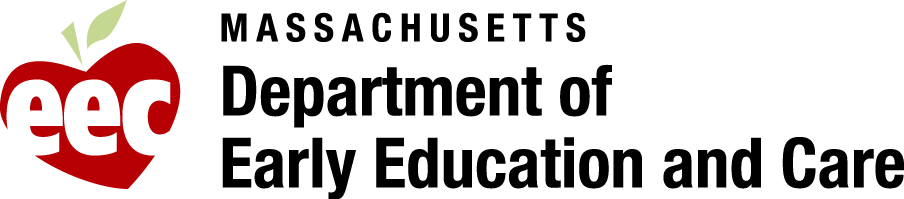 eec
MASSACHUSETTS
Department of
Early Education and Care